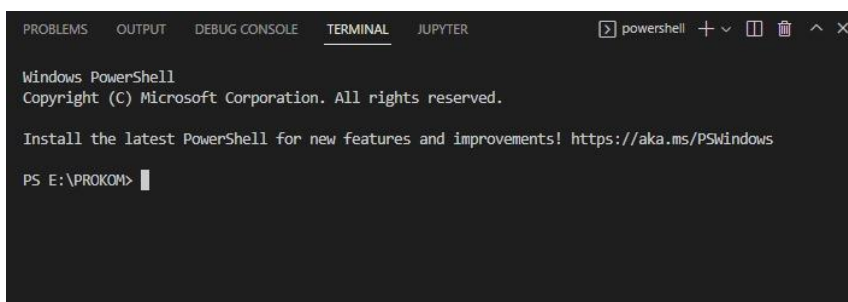 PROBLEMS OUTPUT DEBUG CONSOLE TERMINAL JUPYTER powershell
Windows PowerShell
Copyright (C) Microsoft Corporation. All rights reserved.
Install the latest PowerShell for new features and improvements! https://aka.ms/PSWindows
PS E:\PROKOM>